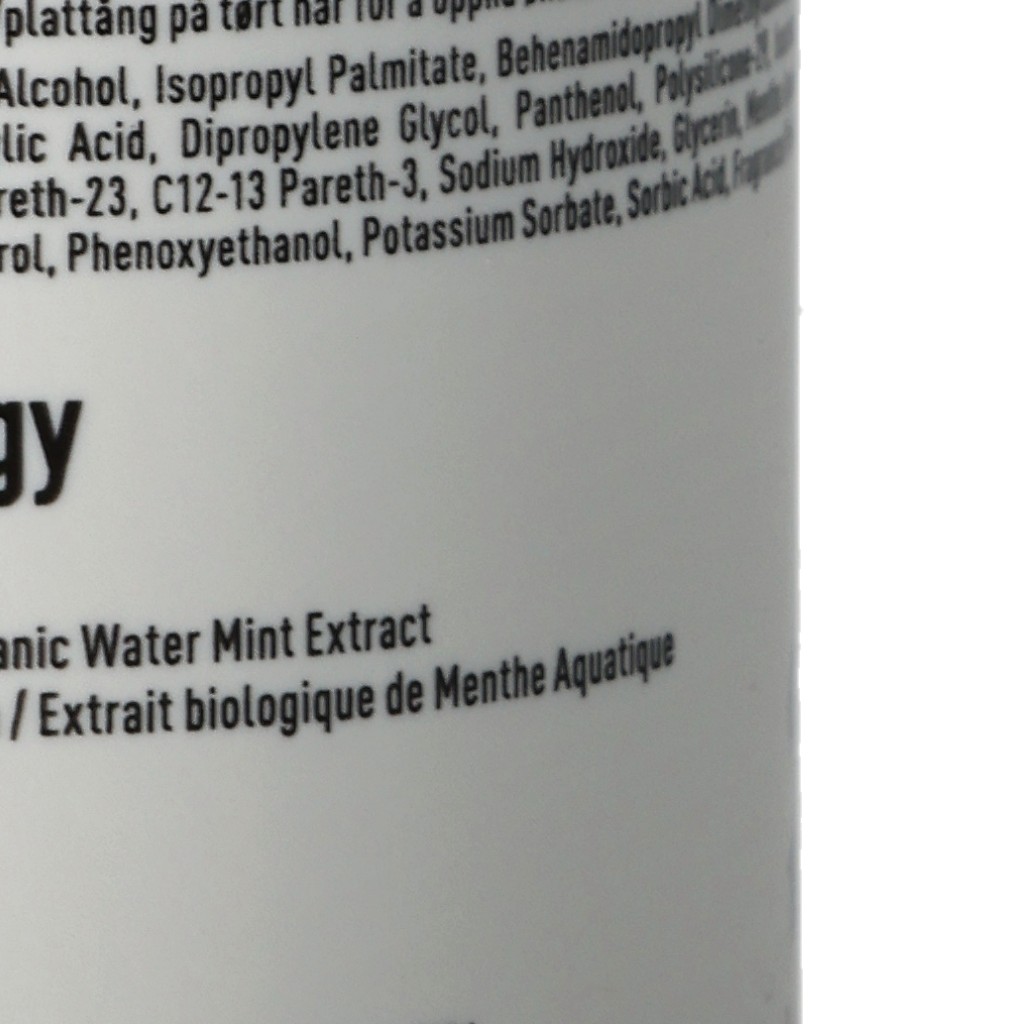 plattång på tørt hår for å
Alcohol, Isopropyl Palmitate, Behenamidopropyl
lic Acid, Dipropylene Glycol, Panthenol, Polysilicone-29,
reth-23, C12-13 Pareth-3, Sodium Hydroxide, Glycerin,
rol, Phenoxyethanol, Potassium Sorbate, Sorbic Acid,
gy
anic Water Mint Extract
/ Extrait biologique de Menthe Aquatique